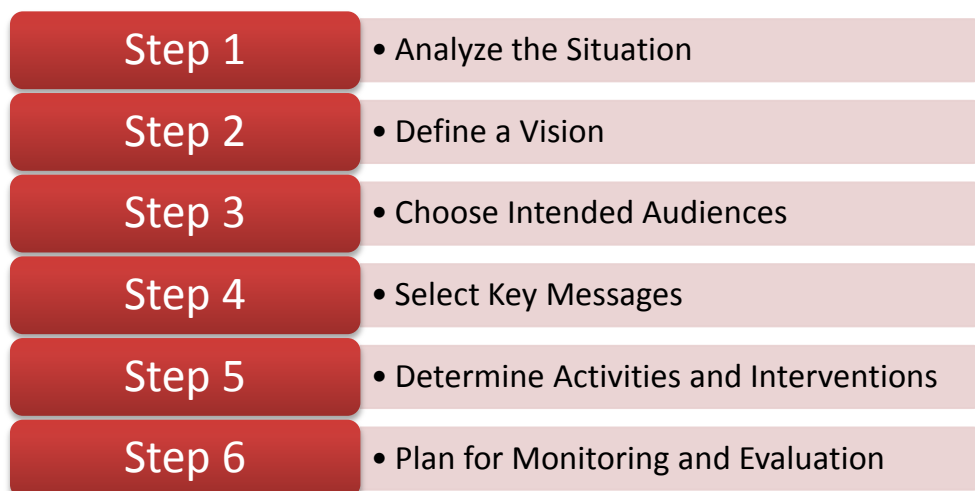 Step 1
• Analyze the Situation
Step 2
• Define a Vision
Step 3
• Choose Intended Audiences
Step 4
• Select Key Messages
Step 5
• Determine Activities and Interventions
Step 6
• Plan for Monitoring and Evaluation